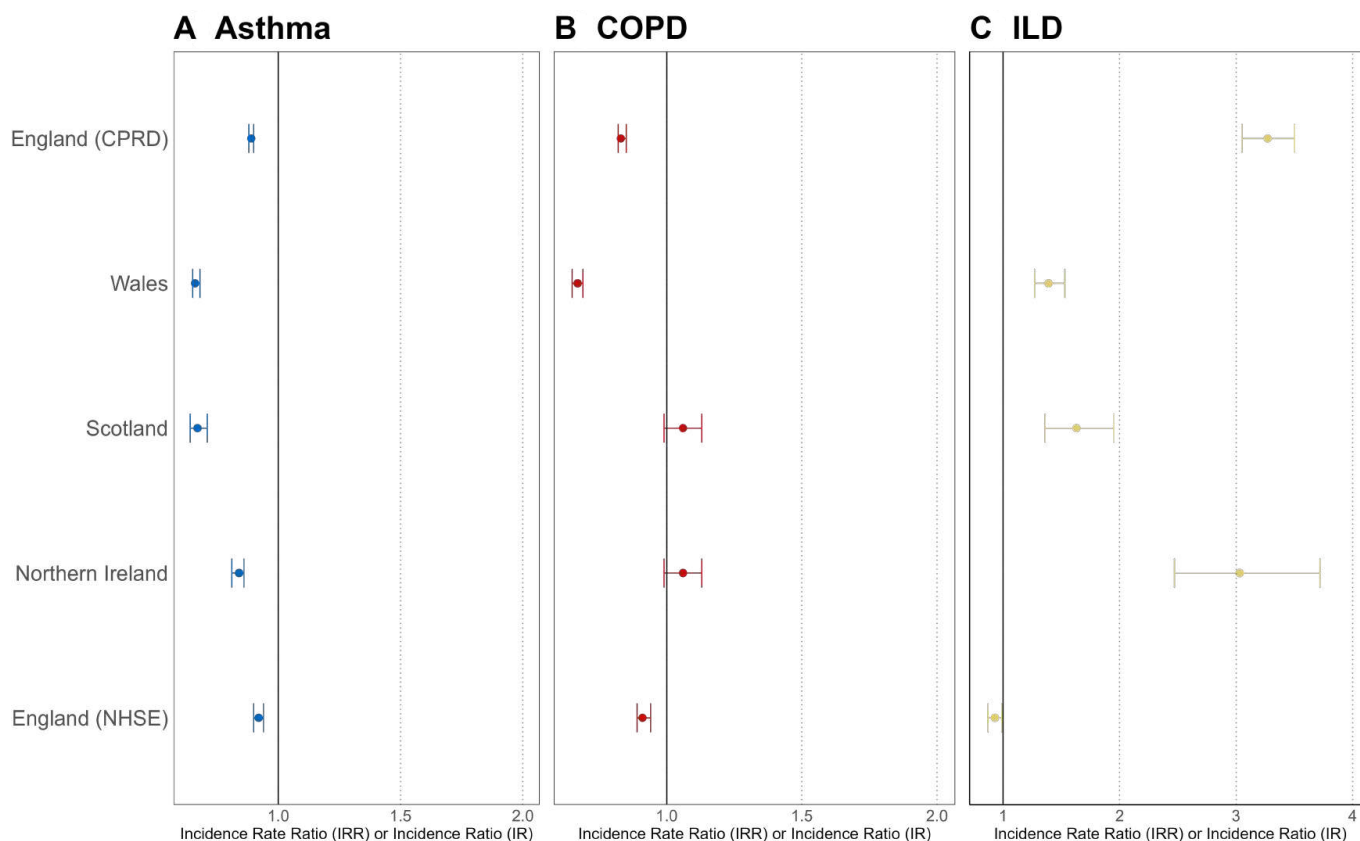 A Asthma
B COPD
C ILD
England (CPRD)
Wales
Scotland
Northern Ireland
England (NHSE)
1.0 1.5 2.0
1.0 1.5 2.0
1 2 3 4
Incidence Rate Ratio (IRR) or Incidence Ratio (IR)
Incidence Rate Ratio (IRR) or Incidence Ratio (IR)
Incidence Rate Ratio (IRR) or Incidence Ratio (IR)